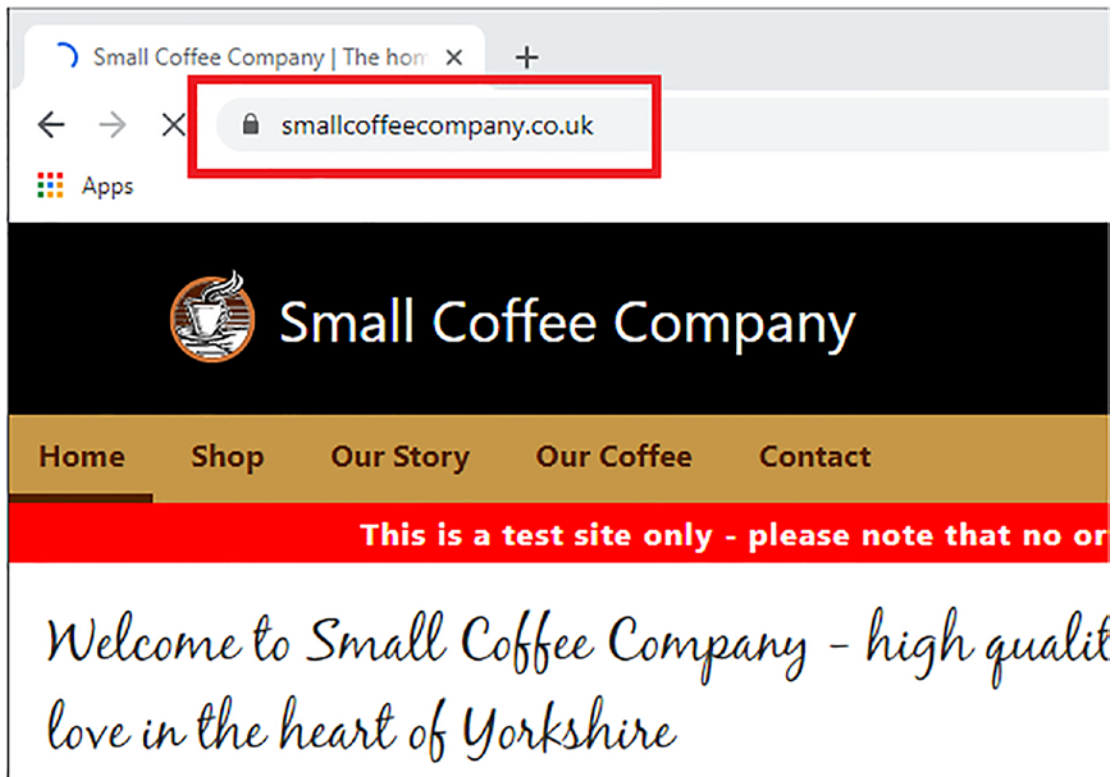 Small Coffee Company | The hom
smallcoffeecompany.co.uk
Apps
Small Coffee Company
Home Shop Our Story Our Coffee Contact
This is a test site only - please note that no or
Welcome to Small Coffee Company - high qualit
love in the heart of Yorkshire